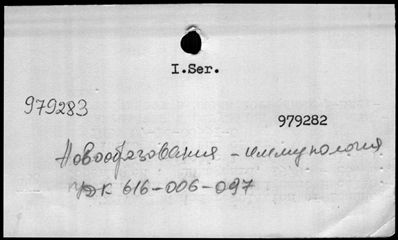 I.Ser.
979283
979282
Новообразования - иммунология
УДК 616-006-097